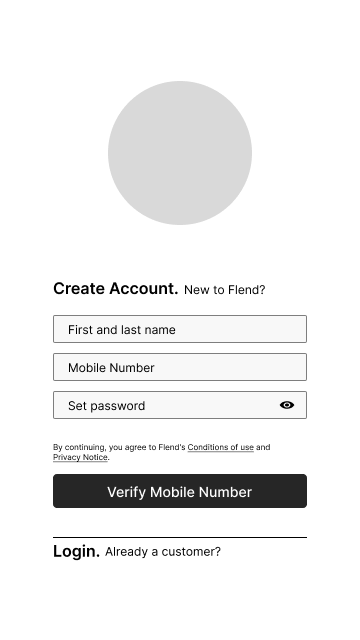 Create Account. New to Flend?
First and last name
Mobile Number
Set password
By continuing, you agree to Flend's Conditions of use and
Privacy Notice.
Verify Mobile Number
Login. Already a customer?